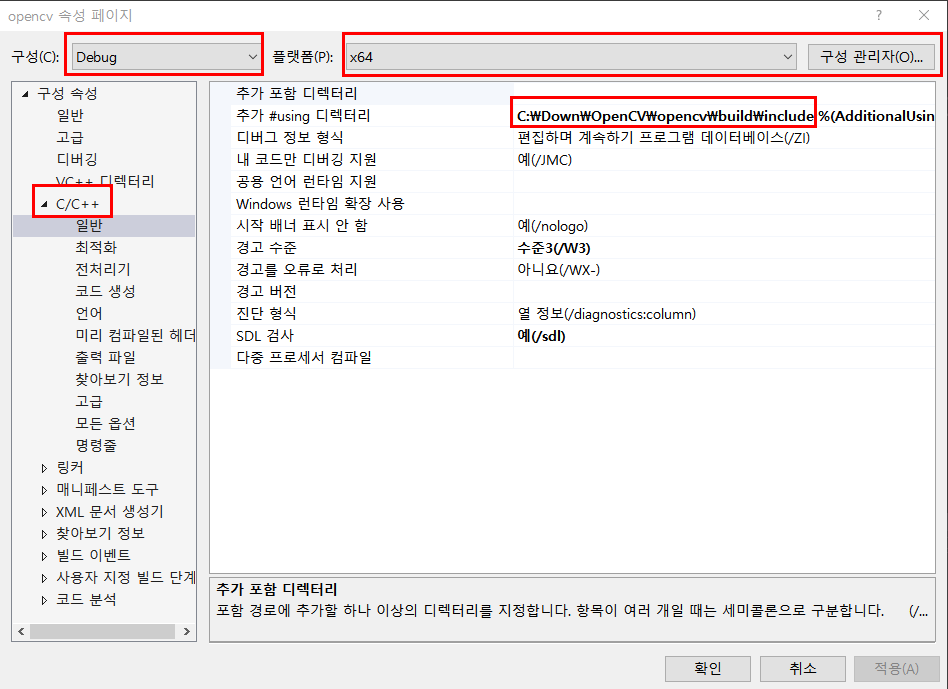 opencv 속성 페이지
구성(C): Debug 플랫폼(P): x64 구성 관리자(O)...
구성 속성
일반
고급
디버깅
VC++ 디렉터리
C/C++
일반
최적화
전처리기
코드 생성
언어
미리 컴파일된 헤더
출력 파일
찾아보기 정보
고급
모든 옵션
명령줄
링커
매니페스트 도구
XML 문서 생성기
찾아보기 정보
빌드 이벤트
사용자 지정 빌드 단계
코드 분석
추가 포함 디렉터리
추가 #using 디렉터리 C:₩Down₩OpenCV₩opencv₩build₩include %(AdditionalUsin
디버그 정보 형식 편집하며 계속하기 프로그램 데이터베이스(/ZI)
내 코드만 디버깅 지원 예(/JMC)
공용 언어 런타임 지원
Windows 런타임 확장 사용
시작 배너 표시 안 함 예(/nologo)
경고 수준 수준3(/W3)
경고를 오류로 처리 아니요(/WX-)
경고 버전
진단 형식 열 정보(/diagnostics:column)
SDL 검사 예(/sdl)
다중 프로세서 컴파일
추가 포함 디렉터리
포함 경로에 추가할 하나 이상의 디렉터리를 지정합니다. 항목이 여러 개일 때는 세미콜론으로 구분합니다. (/...
확인 취소 적용(A)